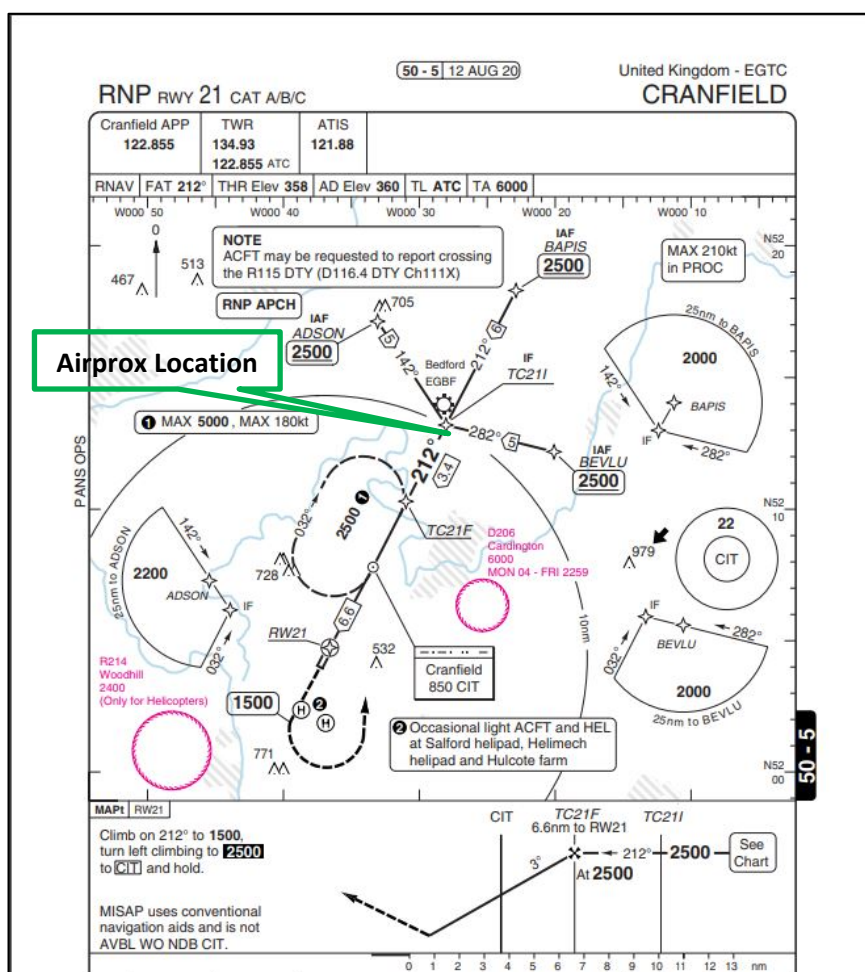 50 - 5 12 AUG 20
United Kingdom - EGTC
RNP RWY 21 CAT A/B/C
CRANFIELD
Cranfield APP
122.855
TWR
134.93
122.855 ATC
ATIS
121.88
RNAV FAT 212° THR Elev 358 AD Elev 360 TL ATC TA 6000
W000 50 W000 40 W000 30 W000 20 W000 10
0
N52
20
467
513
NOTE
ACFT may be requested to report crossing
the R115 DTY (D116.4 DTY Ch111X)
RNP APCH
IAF
BAPIS
2500
MAX 210kt
in PROC
705
IAF
ADSON
2500
5
142°
6
212°
Bedford
EGBF
IF
TC21I
Airprox Location
25nm to BAPIS
2000
142°
BAPIS
IF
282°
1 MAX 5000 , MAX 180kt
282°
5
IAF
BEVLU
2500
212°
3.4
PANS OPS
032°
2500 1
TC21F
N52
10
D206
Cardington
6000
MON 04 - FRI 2259
22
CIT
979
25nm to ADSON
142°
2200
ADSON
IF
032°
728
6.6
RW21
532
10nm
Cranfield
850 CIT
IF
282°
BEVLU
032°
2000
25nm to BEVLU
R214
Woodhill
2400
(Only for Helicopters)
1500
H
2
H
2 Occasional light ACFT and HEL
at Salford helipad, Helimech
helipad and Hulcote farm
771
N52
00
50 - 5
MAPt RW21
Climb on 212° to 1500,
turn left climbing to 2500
to CIT and hold.
MISAP uses conventional
navigation aids and is not
AVBL WO NDB CIT.
CIT
TC21F
6.6nm to RW21
TC21I
3°
212°
2500
At 2500
See
Chart
0 1 2 3 4 5 6 7 8 9 10 11 12 13 nm